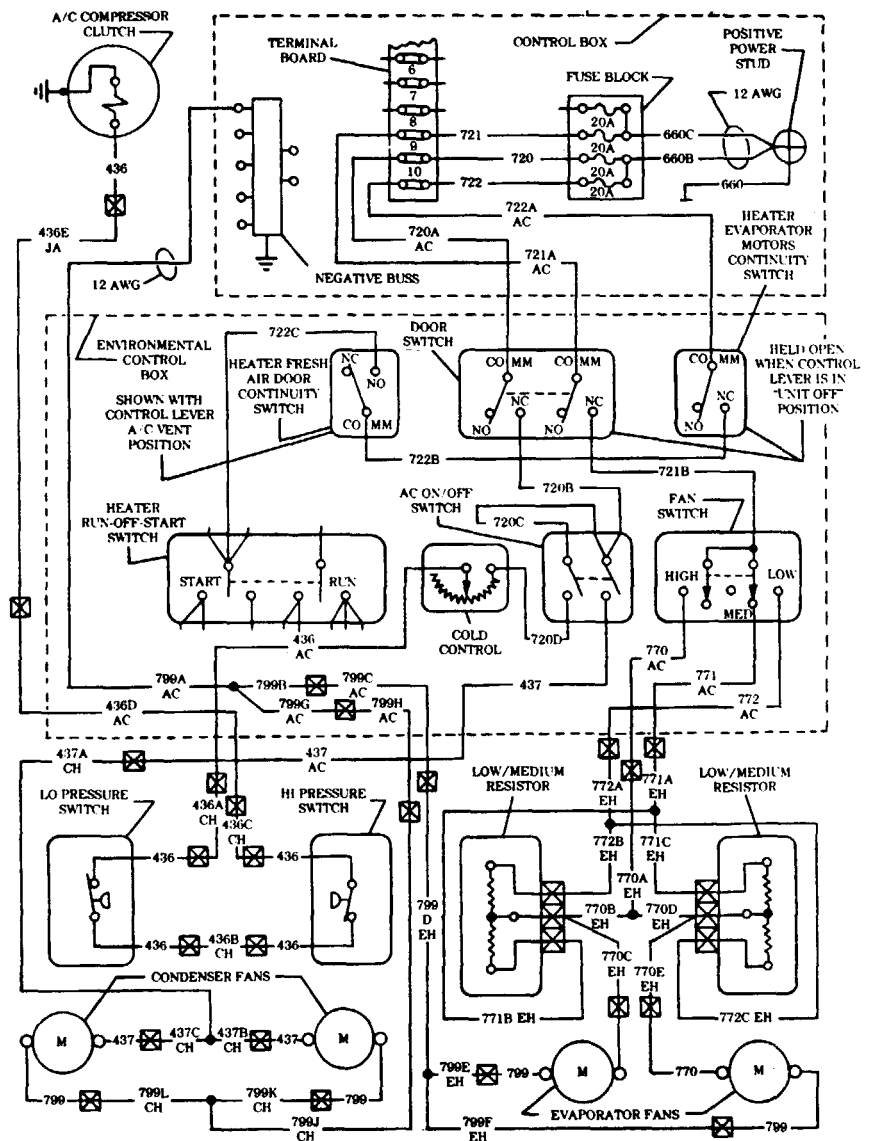 A/C COMPRESSOR
CLUTCH
TERMINAL
BOARD
CONTROL BOX
POSITIVE
POWER
STUD
FUSE BLOCK
12 AWG
6
7
8
9
10
721
720
722
20A
20A
20A
20A
660C
660B
660
436
436E
JA
12 AWG
NEGATIVE BUSS
720A
AC
721A
AC
722A
AC
HEATER
EVAPORATOR
MOTORS
CONTINUITY
SWITCH
ENVIRONMENTAL
CONTROL
BOX
722C
DOOR
SWITCH
HEATER FRESH
AIR DOOR
CONTINUITY
SWITCH
SHOWN WITH
CONTROL LEVER
A/C VENT
POSITION
NC
NO
CO MM
CO MM
CO MM
NC
NC
NO
NO
CO MM
NC
NO
HELD OPEN
WHEN CONTROL
LEVER IS IN
"UNIT OFF"
POSITION
722B
721B
720B
HEATER
RUN-OFF-START
SWITCH
AC ON/OFF
SWITCH
720C
FAN
SWITCH
START
RUN
HIGH
LOW
MED
436
AC
COLD
CONTROL
720D
770
AC
771
AC
772
AC
799A
AC
799B
799C
AC
799G
AC
799H
AC
437
436D
AC
437A
CH
437
AC
LO PRESSURE
SWITCH
HI PRESSURE
SWITCH
436A
CH
436C
CH
772A
EH
771A
EH
LOW/MEDIUM
RESISTOR
LOW/MEDIUM
RESISTOR
436
436
772B
EH
771C
EH
770A
EH
770B
EH
770D
EH
799
D
EH
436
436B
CH
436
770C
EH
770E
EH
CONDENSER FANS
771B EH
772C EH
M
437
437C
CH
437B
CH
437
M
799
799L
CH
799K
CH
799
799J
CH
799E
EH
799
M
770
M
EVAPORATOR FANS
799F
EH
799